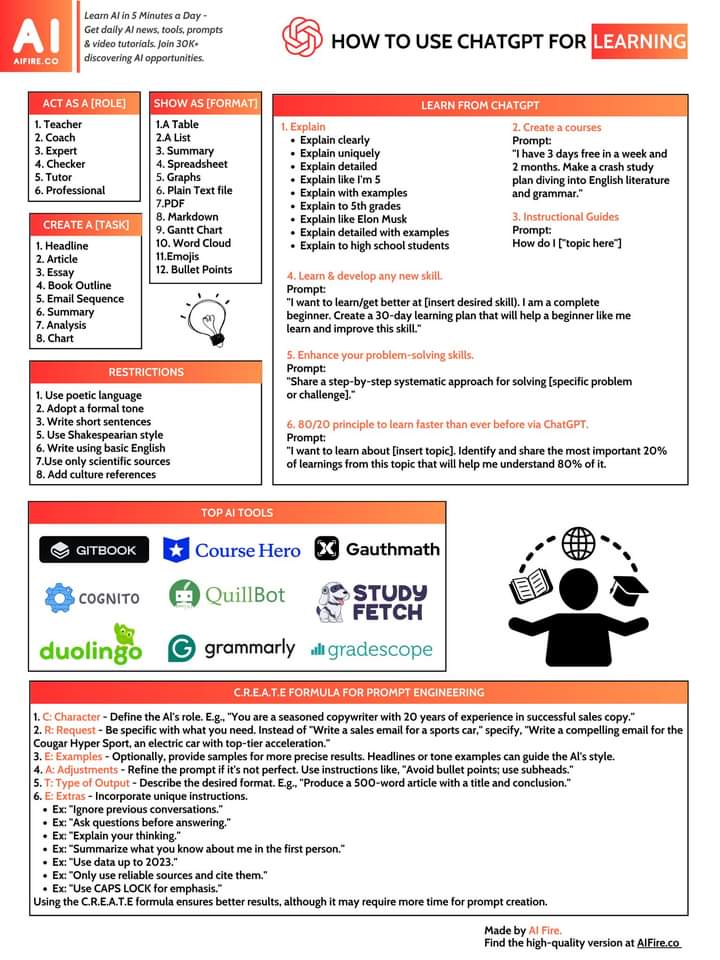 AI
AIFIRE.CO
Learn AI in 5 Minutes a Day -
Get daily AI news, tools, prompts
& video tutorials. Join 30K+
discovering AI opportunities.
HOW TO USE CHATGPT FOR LEARNING
ACT AS A [ROLE]
1. Teacher
2. Coach
3. Expert
4. Checker
5. Tutor
6. Professional
CREATE A [TASK]
1. Headline
2. Article
3. Essay
4. Book Outline
5. Email Sequence
6. Summary
7. Analysis
8. Chart
SHOW AS [FORMAT]
1.A Table
2.A List
3. Summary
4. Spreadsheet
5. Graphs
6. Plain Text file
7.PDF
8. Markdown
9. Gantt Chart
10. Word Cloud
11.Emojis
12. Bullet Points
RESTRICTIONS
1. Use poetic language
2. Adopt a formal tone
3. Write short sentences
5. Use Shakespearian style
6. Write using basic English
7.Use only scientific sources
8. Add culture references
LEARN FROM CHATGPT
1. Explain
• Explain clearly
• Explain uniquely
• Explain detailed
• Explain like I'm 5
• Explain with examples
• Explain to 5th grades
• Explain like Elon Musk
• Explain detailed with examples
• Explain to high school students
2. Create a courses
Prompt:
"I have 3 days free in a week and
2 months. Make a crash study
plan diving into English literature
and grammar."
3. Instructional Guides
Prompt:
How do I ["topic here"]
4. Learn & develop any new skill.
Prompt:
"I want to learn/get better at [insert desired skill). I am a complete
beginner. Create a 30-day learning plan that will help a beginner like me
learn and improve this skill."
5. Enhance your problem-solving skills.
Prompt:
"Share a step-by-step systematic approach for solving [specific problem
or challenge]."
6. 80/20 principle to learn faster than ever before via ChatGPT.
Prompt:
"I want to learn about [insert topic]. Identify and share the most important 20%
of learnings from this topic that will help me understand 80% of it.
TOP AI TOOLS
GITBOOK
Course Hero
Gauthmath
COGNITO
QuillBot
STUDY
FETCH
duolingo
grammarly
gradescope
C.R.E.A.T.E FORMULA FOR PROMPT ENGINEERING
1. C: Character - Define the AI's role. E.g., "You are a seasoned copywriter with 20 years of experience in successful sales copy."
2. R: Request - Be specific with what you need. Instead of "Write a sales email for a sports car," specify, "Write a compelling email for the
Cougar Hyper Sport, an electric car with top-tier acceleration."
3. E: Examples - Optionally, provide samples for more precise results. Headlines or tone examples can guide the AI's style.
4. A: Adjustments - Refine the prompt if it's not perfect. Use instructions like, "Avoid bullet points; use subheads."
5. T: Type of Output - Describe the desired format. E.g., "Produce a 500-word article with a title and conclusion."
6. E: Extras - Incorporate unique instructions.
• Ex: "Ignore previous conversations."
• Ex: "Ask questions before answering."
• Ex: "Explain your thinking."
• Ex: "Summarize what you know about me in the first person."
• Ex: "Use data up to 2023."
• Ex: "Only use reliable sources and cite them."
• Ex: "Use CAPS LOCK for emphasis."
Using the C.R.E.A.T.E formula ensures better results, although it may require more time for prompt creation.
Made by AI Fire.
Find the high-quality version at AIFire.co